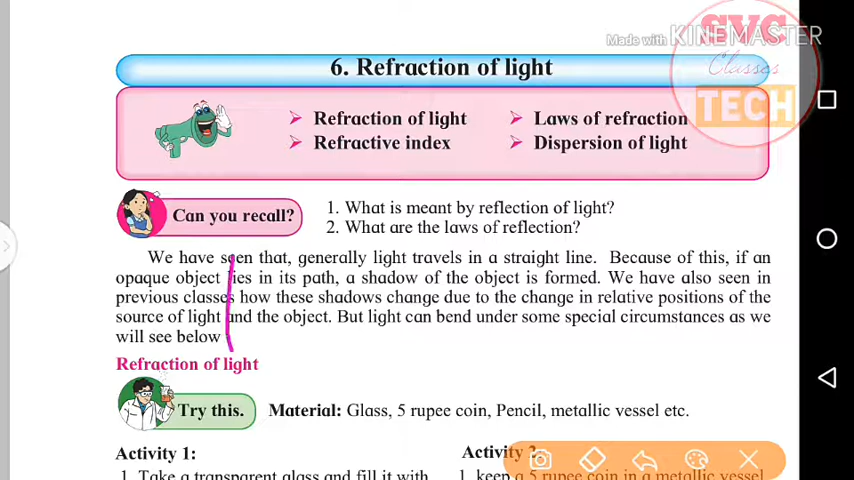 SVS
Made with KINEMASTER
Classes
TECH
6. Refraction of light
➢ Refraction of light
➢ Laws of refraction
➢ Refractive index
➢ Dispersion of light
Can you recall?
1. What is meant by reflection of light?
2. What are the laws of reflection?
We have seen that, generally light travels in a straight line. Because of this, if an
opaque object lies in its path, a shadow of the object is formed. We have also seen in
previous classes how these shadows change due to the change in relative positions of the
source of light and the object. But light can bend under some special circumstances as we
will see below
Refraction of light
Try this.
Material: Glass, 5 rupee coin, Pencil, metallic vessel etc.
Activity 1:
Activity 2:
1. Take a transparent glass and fill it with
1. keep a 5 rupee coin in a metallic vessel